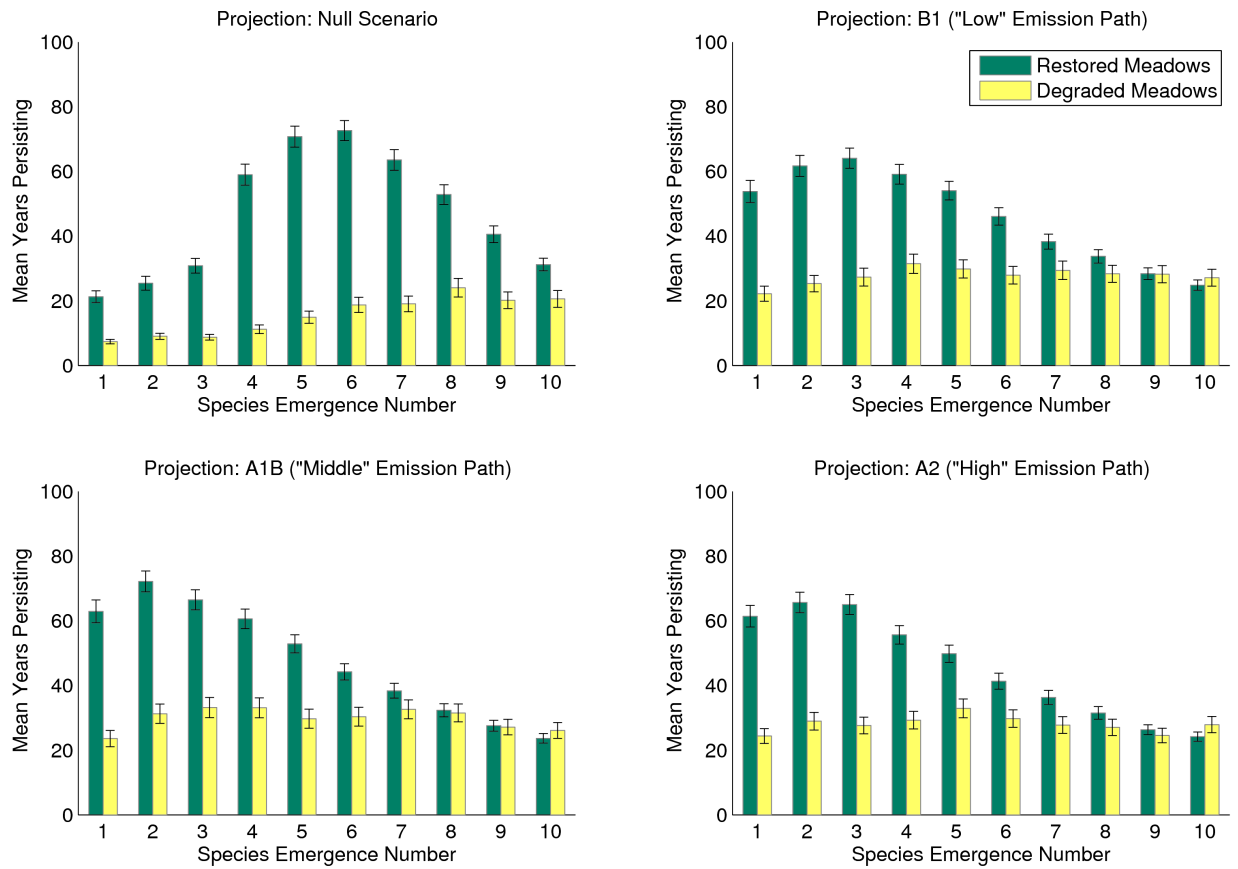 Projection: Null Scenario
Mean Years Persisting
100
80
60
40
20
0
1 2 3 4 5 6 7 8 9 10
Species Emergence Number
Projection: B1 ("Low" Emission Path)
Restored Meadows
Degraded Meadows
Mean Years Persisting
100
80
60
40
20
0
1 2 3 4 5 6 7 8 9 10
Species Emergence Number
Projection: A1B ("Middle" Emission Path)
Mean Years Persisting
100
80
60
40
20
0
1 2 3 4 5 6 7 8 9 10
Species Emergence Number
Projection: A2 ("High" Emission Path)
Mean Years Persisting
100
80
60
40
20
0
1 2 3 4 5 6 7 8 9 10
Species Emergence Number